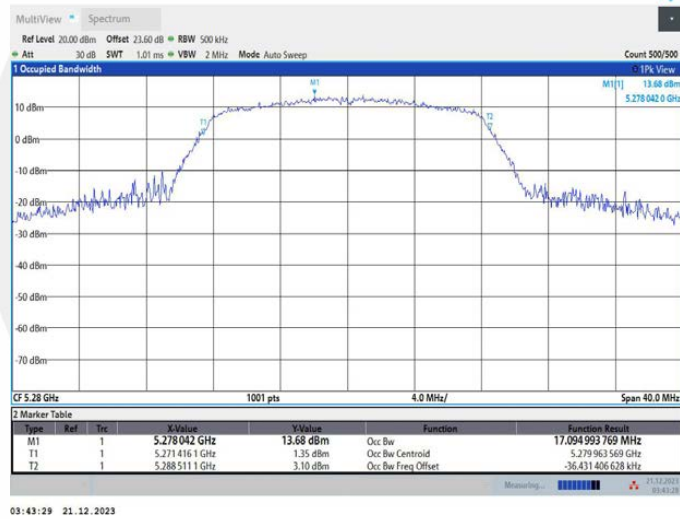 MultiView Spectrum
Ref Level 20.00 dBm Offset 23.60 dB RBW 500 kHz
Att 30 dB SWT 1.01 ms VBW 2 MHz Mode Auto Sweep Count 500/500
1 Occupied Bandwidth 1Pk View
M1[1] 13.68 dBm
5.278 042 0 GHz
M1
10 dBm
T1 T2
0 dBm
-10 dBm
-20 dBm
-30 dBm
-40 dBm
-50 dBm
-60 dBm
-70 dBm
CF 5.28 GHz 1001 pts 4.0 MHz/ Span 40.0 MHz
2 Marker Table
Type Ref Trc X-Value Y-Value Function Function Result
M1 1 5.278 042 GHz 13.68 dBm Occ Bw 17.094 993 769 MHz
T1 1 5.271 416 1 GHz 1.35 dBm Occ Bw Centroid 5.279 963 569 GHz
T2 1 5.288 511 1 GHz 3.10 dBm Occ Bw Freq Offset -36.431 406 628 kHz
Measuring... 21.12.2023
03:43:28
03:43:29 21.12.2023